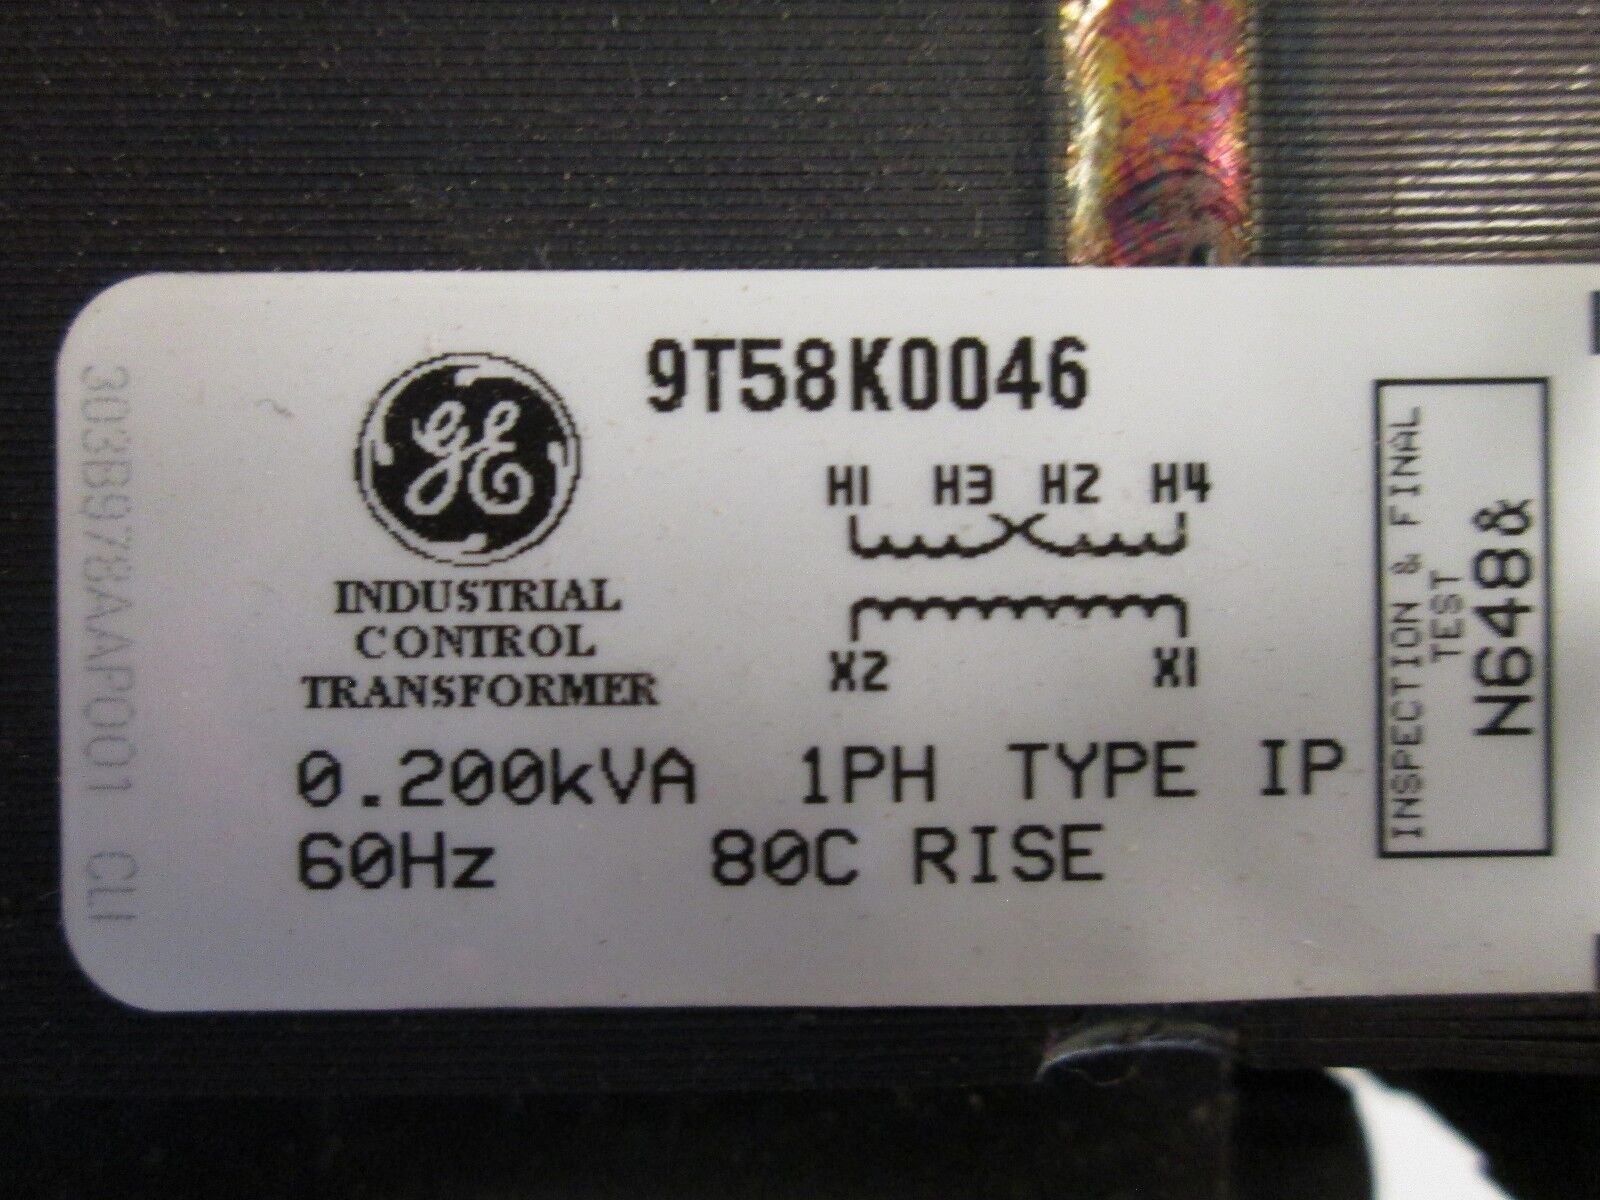 303B978AAP001 CLI
GE
INDUSTRIAL
CONTROL
TRANSFORMER
9T58K0046
H1 H3 H2 H4
X2 X1
0.200kVA 1PH TYPE IP
60Hz 80C RISE
INSPECTION & FINAL
TEST
N648&